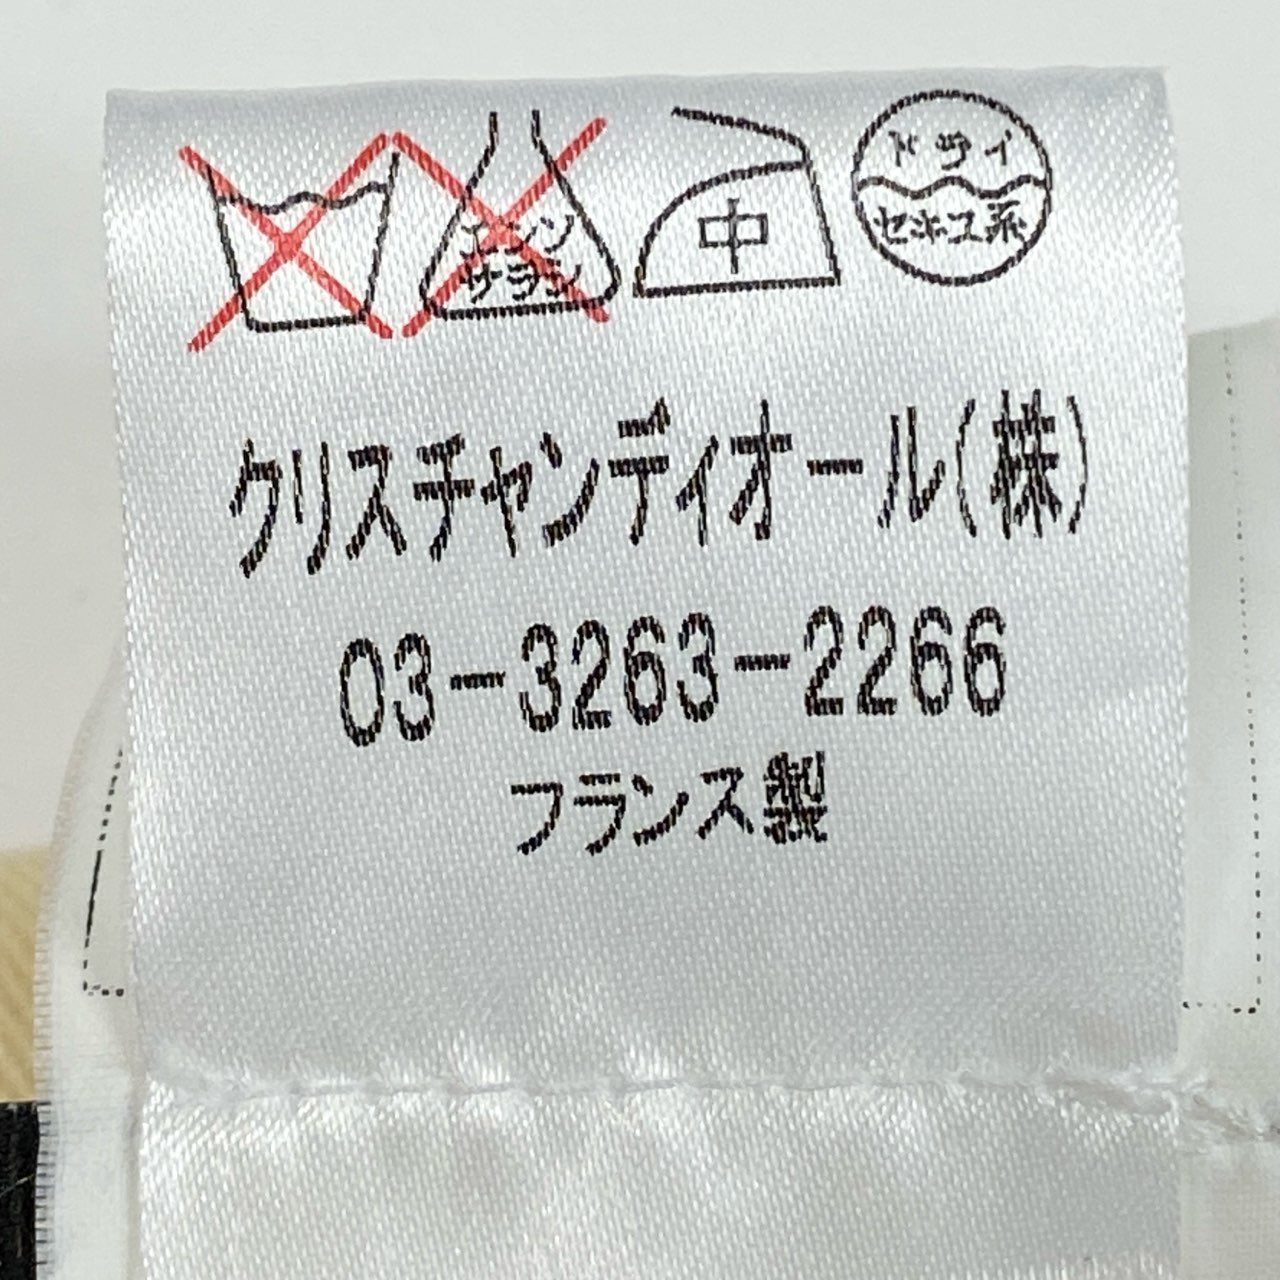 エンソ
サラシ
中
ドライ
セキユ系
クリスチャンディオール(株)
03-3263-2266
フランス製